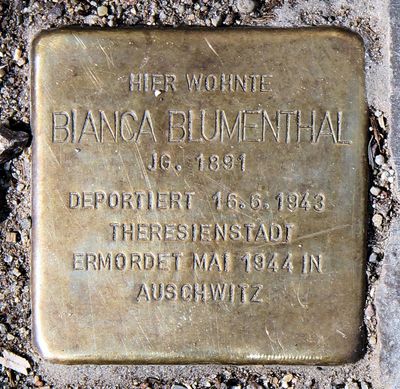 HIER WOHNTE
BIANCA BLUMENTHAL
JG. 1891
DEPORTIERT 16.6.1943
THERESIENSTADT
ERMORDET MAI 1944 IN
AUSCHWITZ